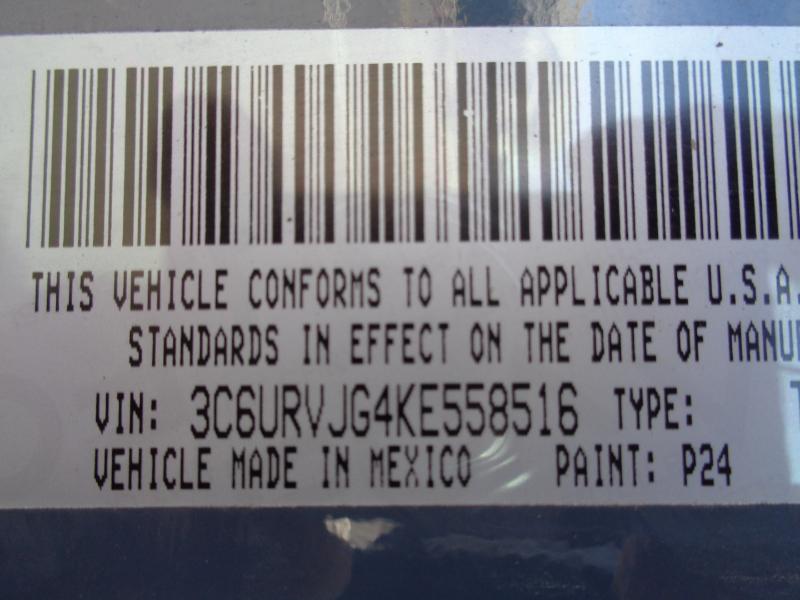 THIS VEHICLE CONFORMS TO ALL APPLICABLE U.S.A.
STANDARDS IN EFFECT ON THE DATE OF
VIN: 3C6URVJG4KE558516 TYPE:
VEHICLE MADE IN MEXICO PAINT: P24